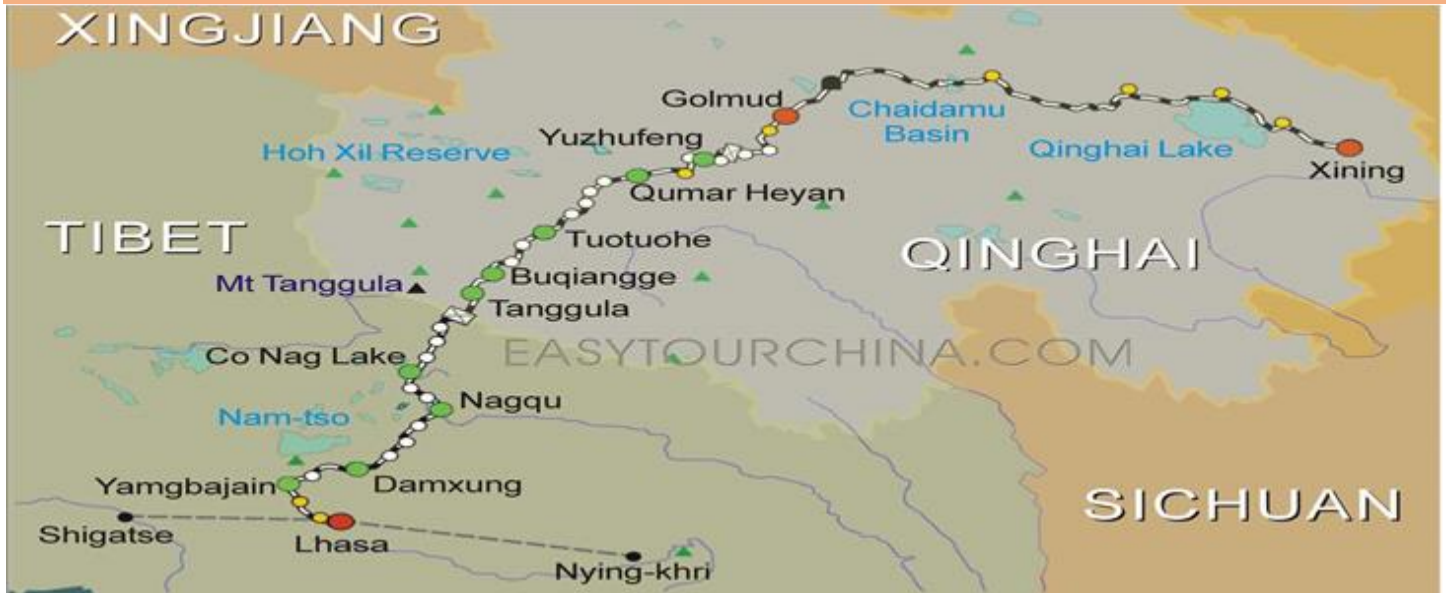 XINGJIANG
Golmud
Chaidamu
Basin
Yuzhufeng
Hoh Xil Reserve
Qinghai Lake
Xining
Qumar Heyan
TIBET
Tuotuohe
QINGHAI
Buqiangge
Mt Tanggula
Tanggula
Co Nag Lake
EASYTOURCHINA.COM
Nagqu
Nam-tso
Yamgbajain
Damxung
SICHUAN
Shigatse
Lhasa
Nying-khri